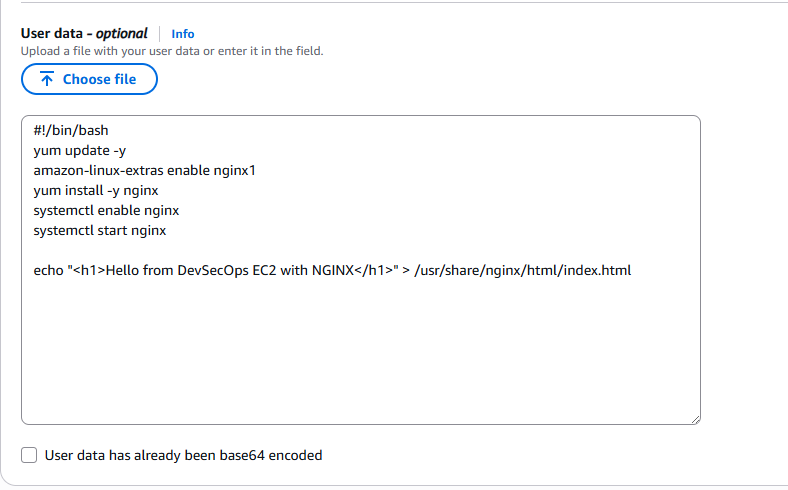 User data - optional Info
Upload a file with your user data or enter it in the field.
Choose file
#!/bin/bash
yum update -y
amazon-linux-extras enable nginx1
yum install -y nginx
systemctl enable nginx
systemctl start nginx
echo "<h1>Hello from DevSecOps EC2 with NGINX</h1>" > /usr/share/nginx/html/index.html
User data has already been base64 encoded